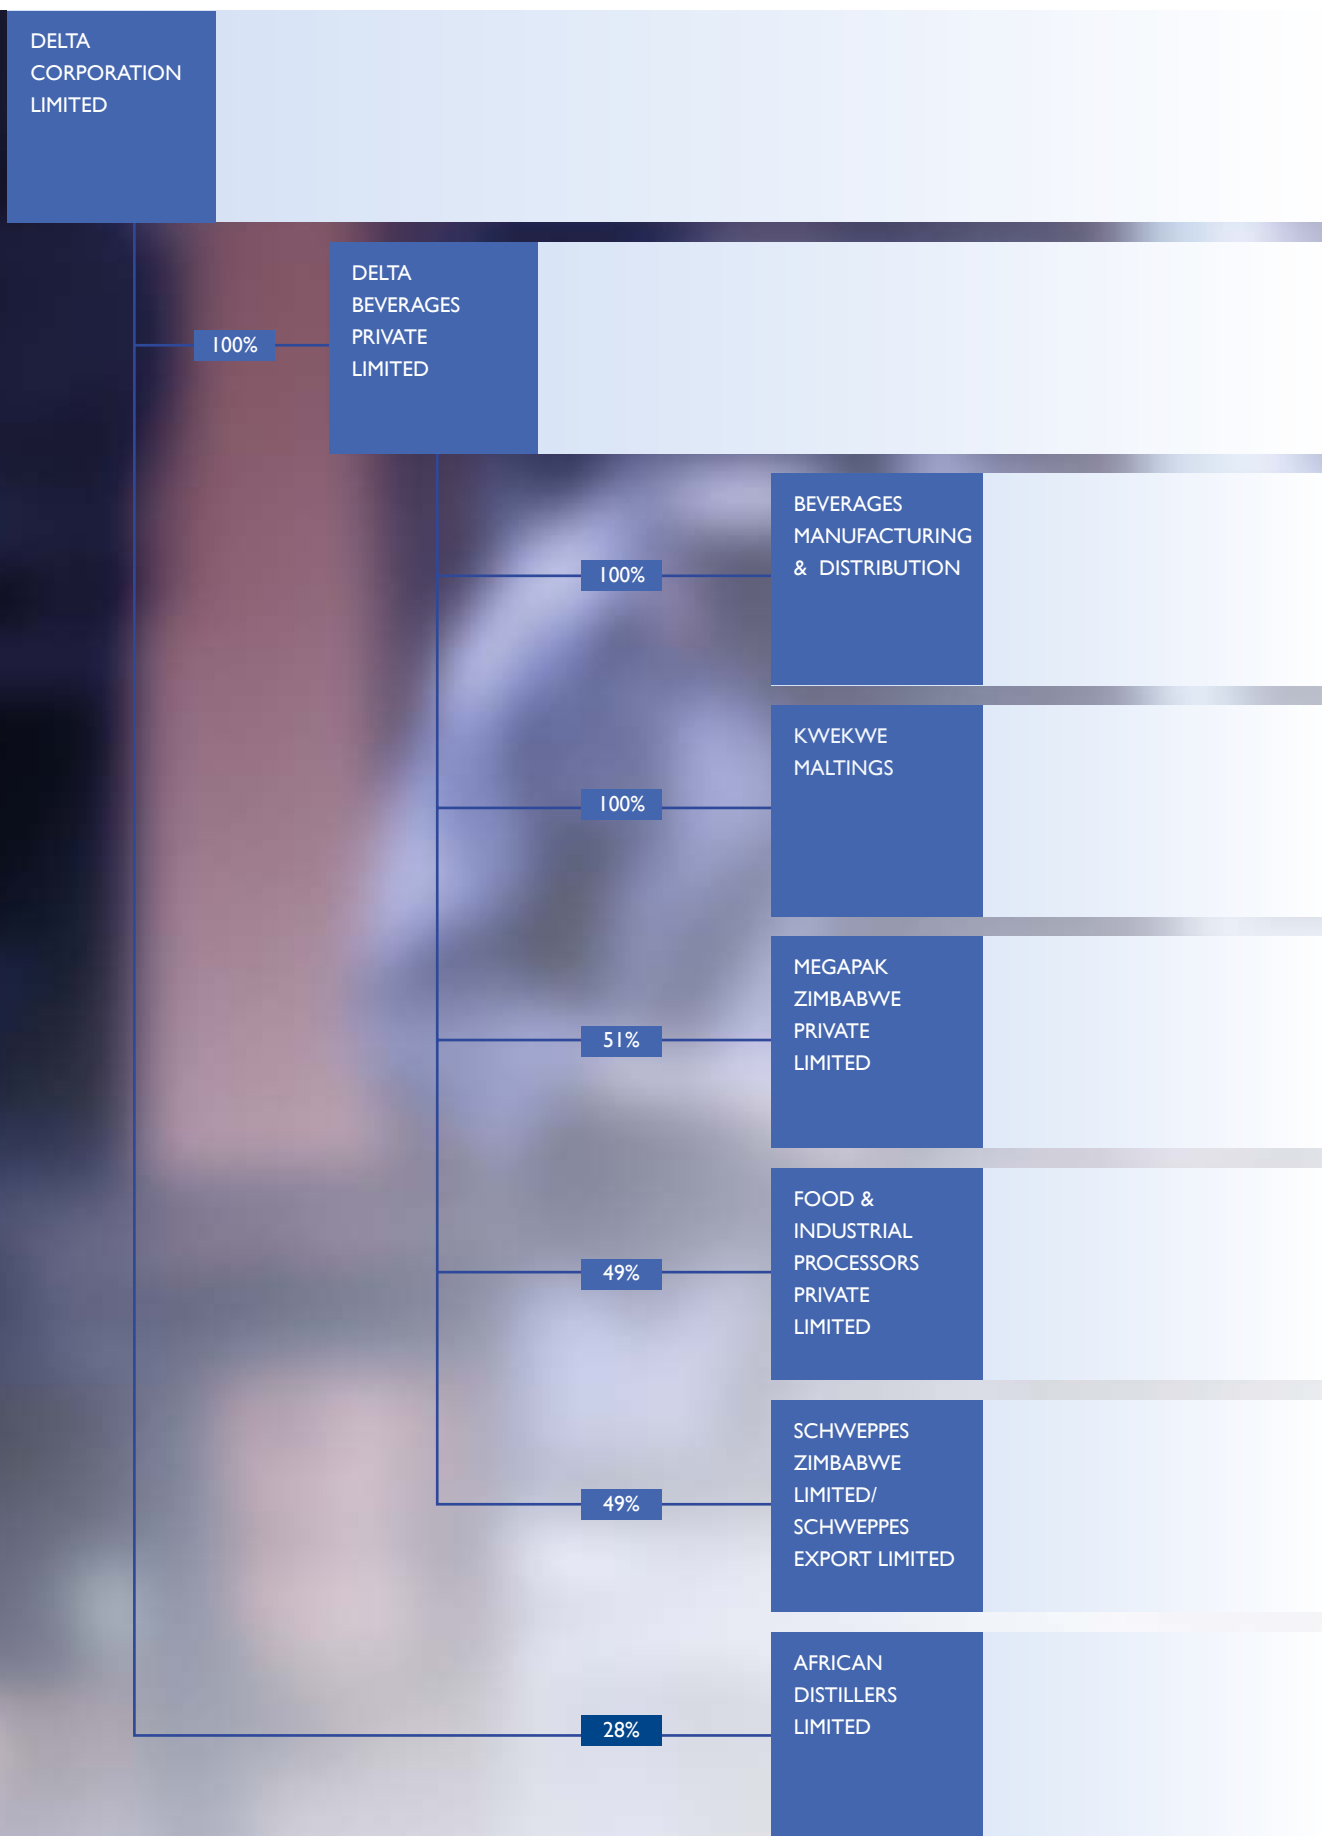 DELTA
CORPORATION
LIMITED
DELTA
BEVERAGES
PRIVATE
LIMITED
100%
BEVERAGES
MANUFACTURING
& DISTRIBUTION
100%
KWEKWE
MALTINGS
100%
MEGAPAK
ZIMBABWE
PRIVATE
LIMITED
51%
FOOD &
INDUSTRIAL
PROCESSORS
PRIVATE
LIMITED
49%
SCHWEPPES
ZIMBABWE
LIMITED/
SCHWEPPES
EXPORT LIMITED
49%
AFRICAN
DISTILLERS
LIMITED
28%